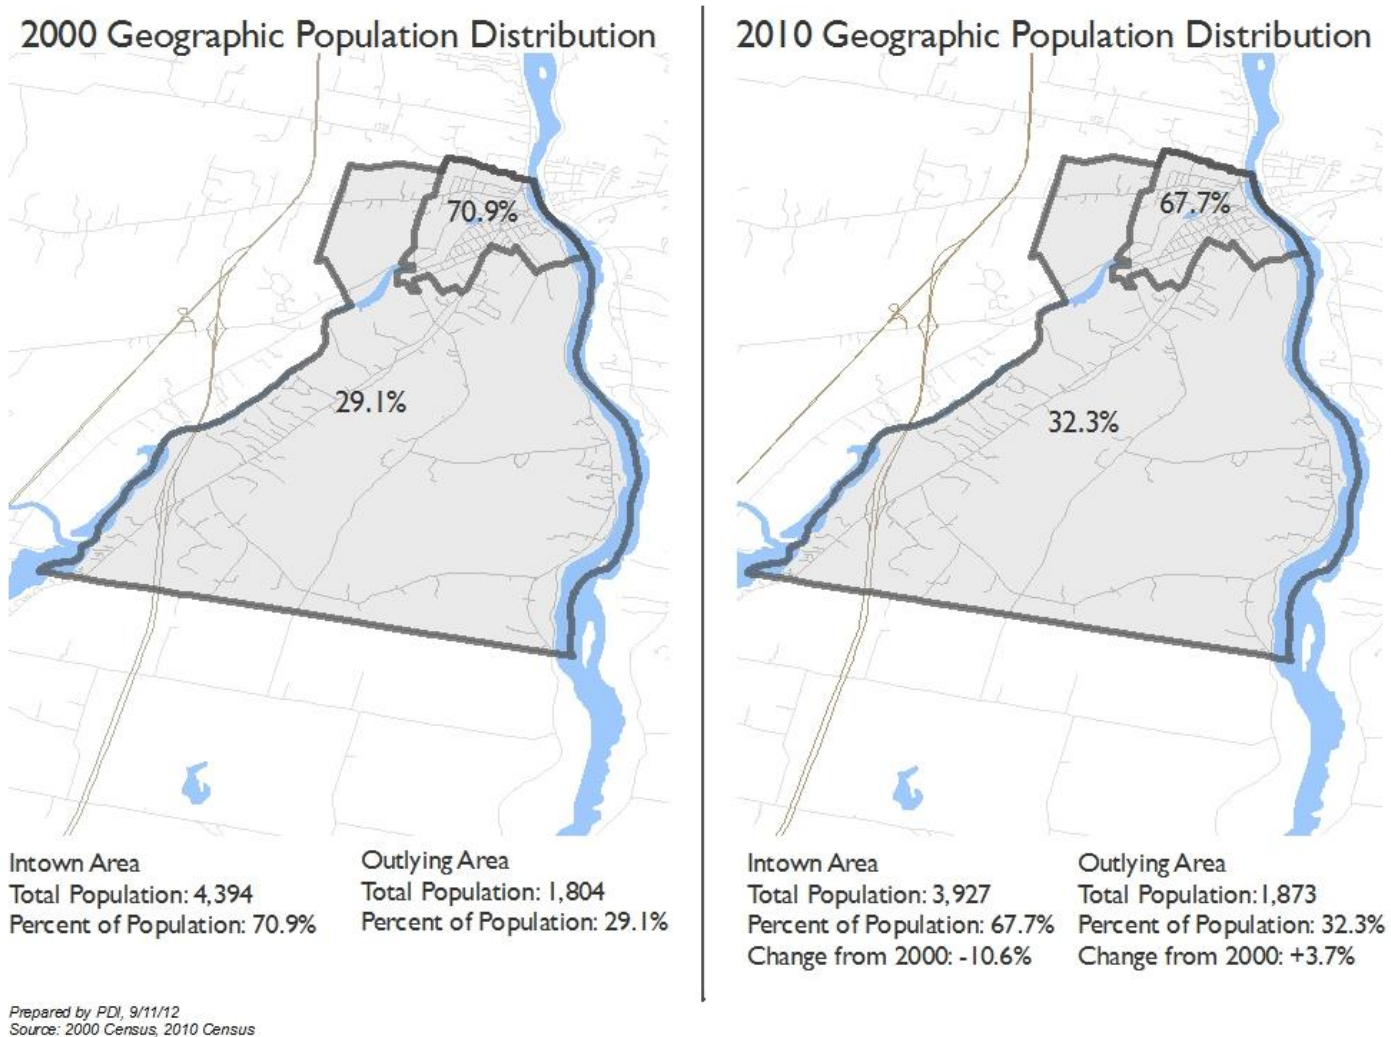 2000 Geographic Population Distribution
70.9%
29.1%
Intown Area
Total Population: 4,394
Percent of Population: 70.9%
Outlying Area
Total Population: 1,804
Percent of Population: 29.1%
2010 Geographic Population Distribution
67.7%
32.3%
Intown Area
Total Population: 3,927
Percent of Population: 67.7%
Change from 2000: -10.6%
Outlying Area
Total Population:1,873
Percent of Population: 32.3%
Change from 2000: +3.7%
Prepared by PDI, 9/11/12
Source: 2000 Census, 2010 Census